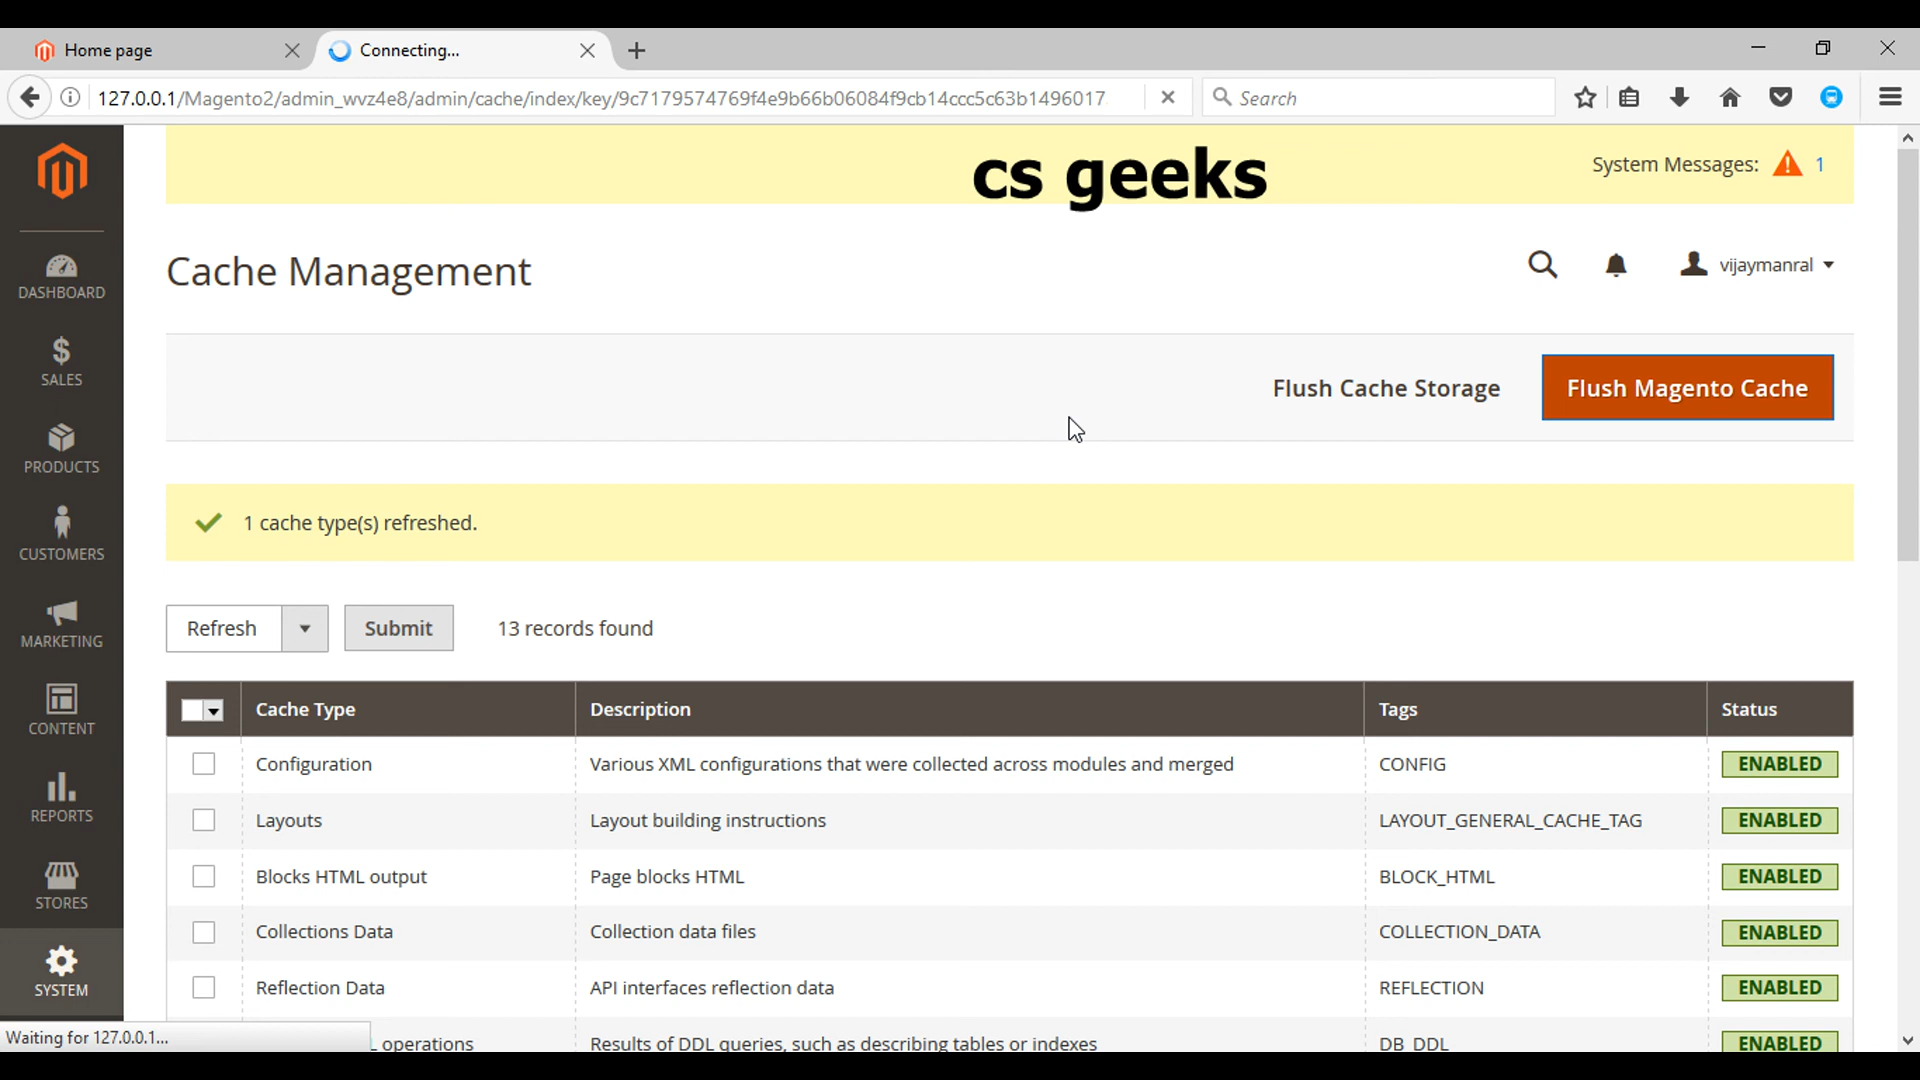 Home page
Connecting...
127.0.0.1/Magento2/admin_wvz4e8/admin/cache/index/key/9c7179574769f4e9b66b06084f9cb14ccc5c63b1496017
Search
cs geeks
System Messages: 1
Cache Management
vijaymanral
Flush Cache Storage
Flush Magento Cache
1 cache type(s) refreshed.
Refresh
Submit
13 records found
Cache Type Description Tags Status
Configuration Various XML configurations that were collected across modules and merged CONFIG ENABLED
Layouts Layout building instructions LAYOUT_GENERAL_CACHE_TAG ENABLED
Blocks HTML output Page blocks HTML BLOCK_HTML ENABLED
Collections Data Collection data files COLLECTION_DATA ENABLED
Reflection Data API interfaces reflection data REFLECTION ENABLED
operations Results of DDL queries, such as describing tables or indexes DB_DDL ENABLED
DASHBOARD
SALES
PRODUCTS
CUSTOMERS
MARKETING
CONTENT
REPORTS
STORES
SYSTEM
Waiting for 127.0.0.1...